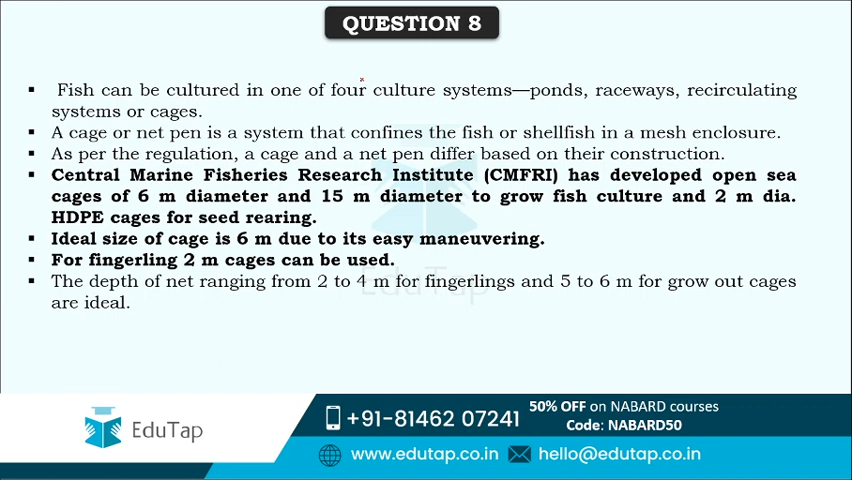 QUESTION 8
▪ Fish can be cultured in one of four culture systems—ponds, raceways, recirculating
systems or cages.
▪ A cage or net pen is a system that confines the fish or shellfish in a mesh enclosure.
▪ As per the regulation, a cage and a net pen differ based on their construction.
▪ Central Marine Fisheries Research Institute (CMFRI) has developed open sea
cages of 6 m diameter and 15 m diameter to grow fish culture and 2 m dia.
HDPE cages for seed rearing.
▪ Ideal size of cage is 6 m due to its easy maneuvering.
▪ For fingerling 2 m cages can be used.
▪ The depth of net ranging from 2 to 4 m for fingerlings and 5 to 6 m for grow out cages
are ideal.
EduTap
EduTap
+91-81462 07241
50% OFF on NABARD courses
Code: NABARD50
www.edutap.co.in
hello@edutap.co.in